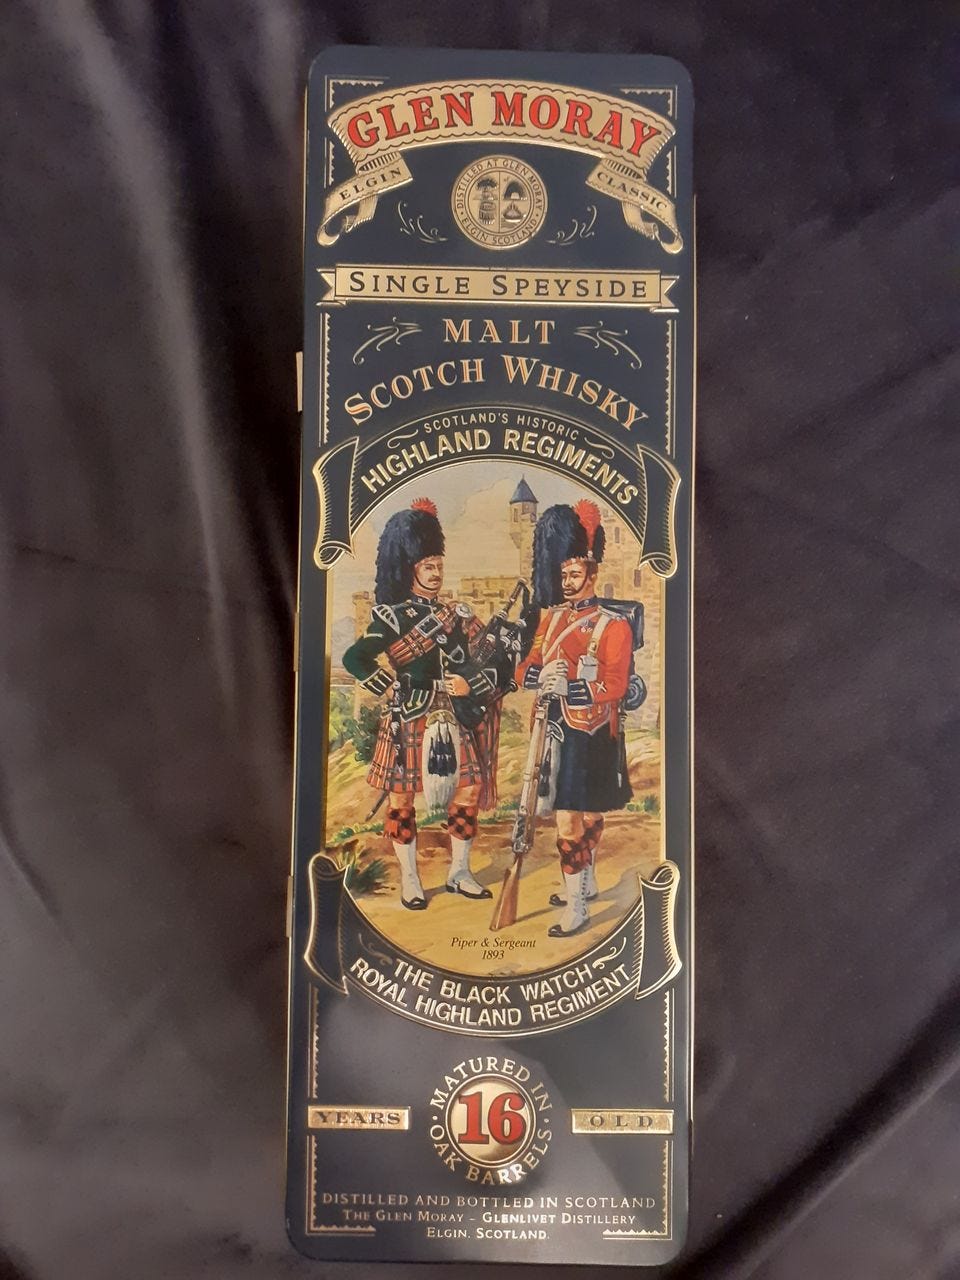 GLEN MORAY
ELGIN CLASSIC
DISTILLED AT GLEN MORAY
ELGIN SCOTLAND
SINGLE SPEYSIDE
MALT
SCOTCH WHISKY
SCOTLAND'S HISTORIC
HIGHLAND REGIMENTS
Piper & Sergeant
1893
THE BLACK WATCH
ROYAL HIGHLAND REGIMENT
MATURED IN
YEARS 16 OLD
OAK BARRELS
DISTILLED AND BOTTLED IN SCOTLAND
THE GLEN MORAY - GLENLIVET DISTILLERY
ELGIN. SCOTLAND.